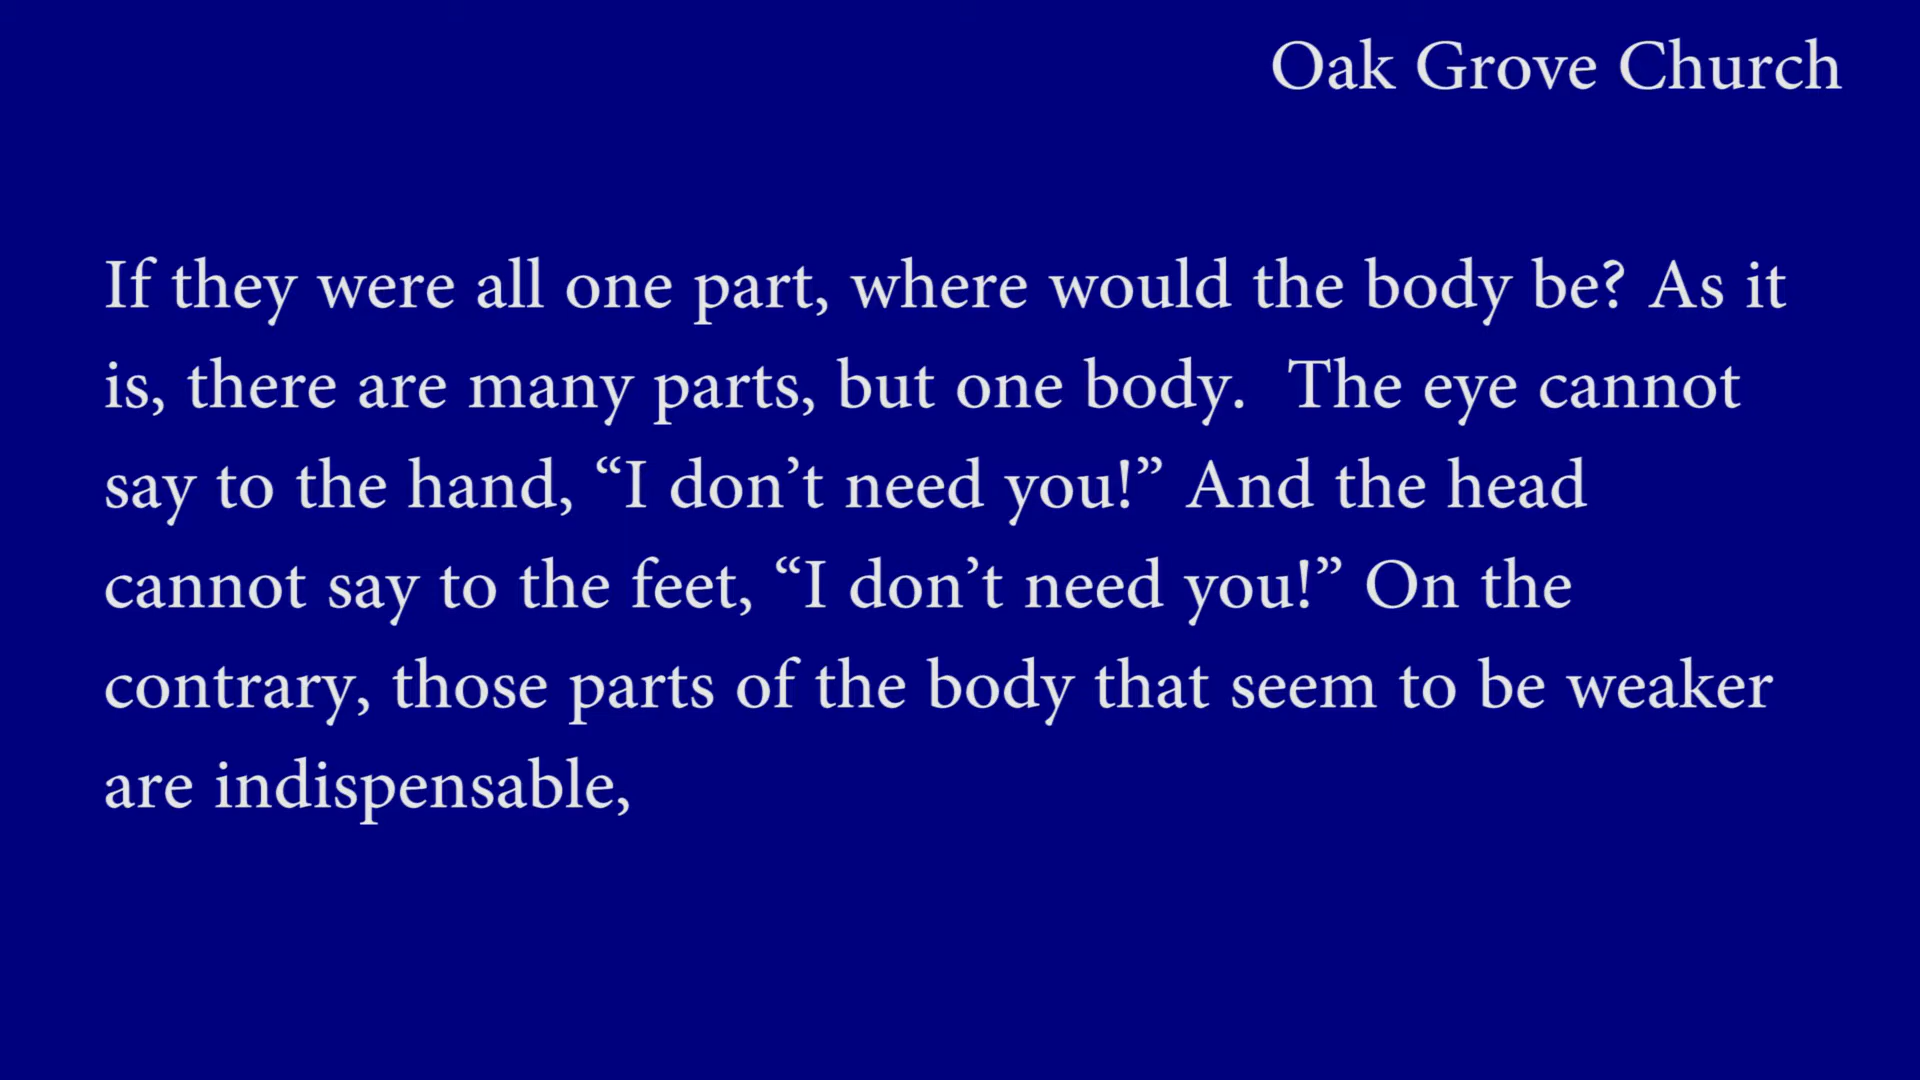 Oak Grove Church
If they were all one part, where would the body be? As it
is, there are many parts, but one body.  The eye cannot
say to the hand, “I don’t need you!” And the head
cannot say to the feet, “I don’t need you!” On the
contrary, those parts of the body that seem to be weaker
are indispensable,